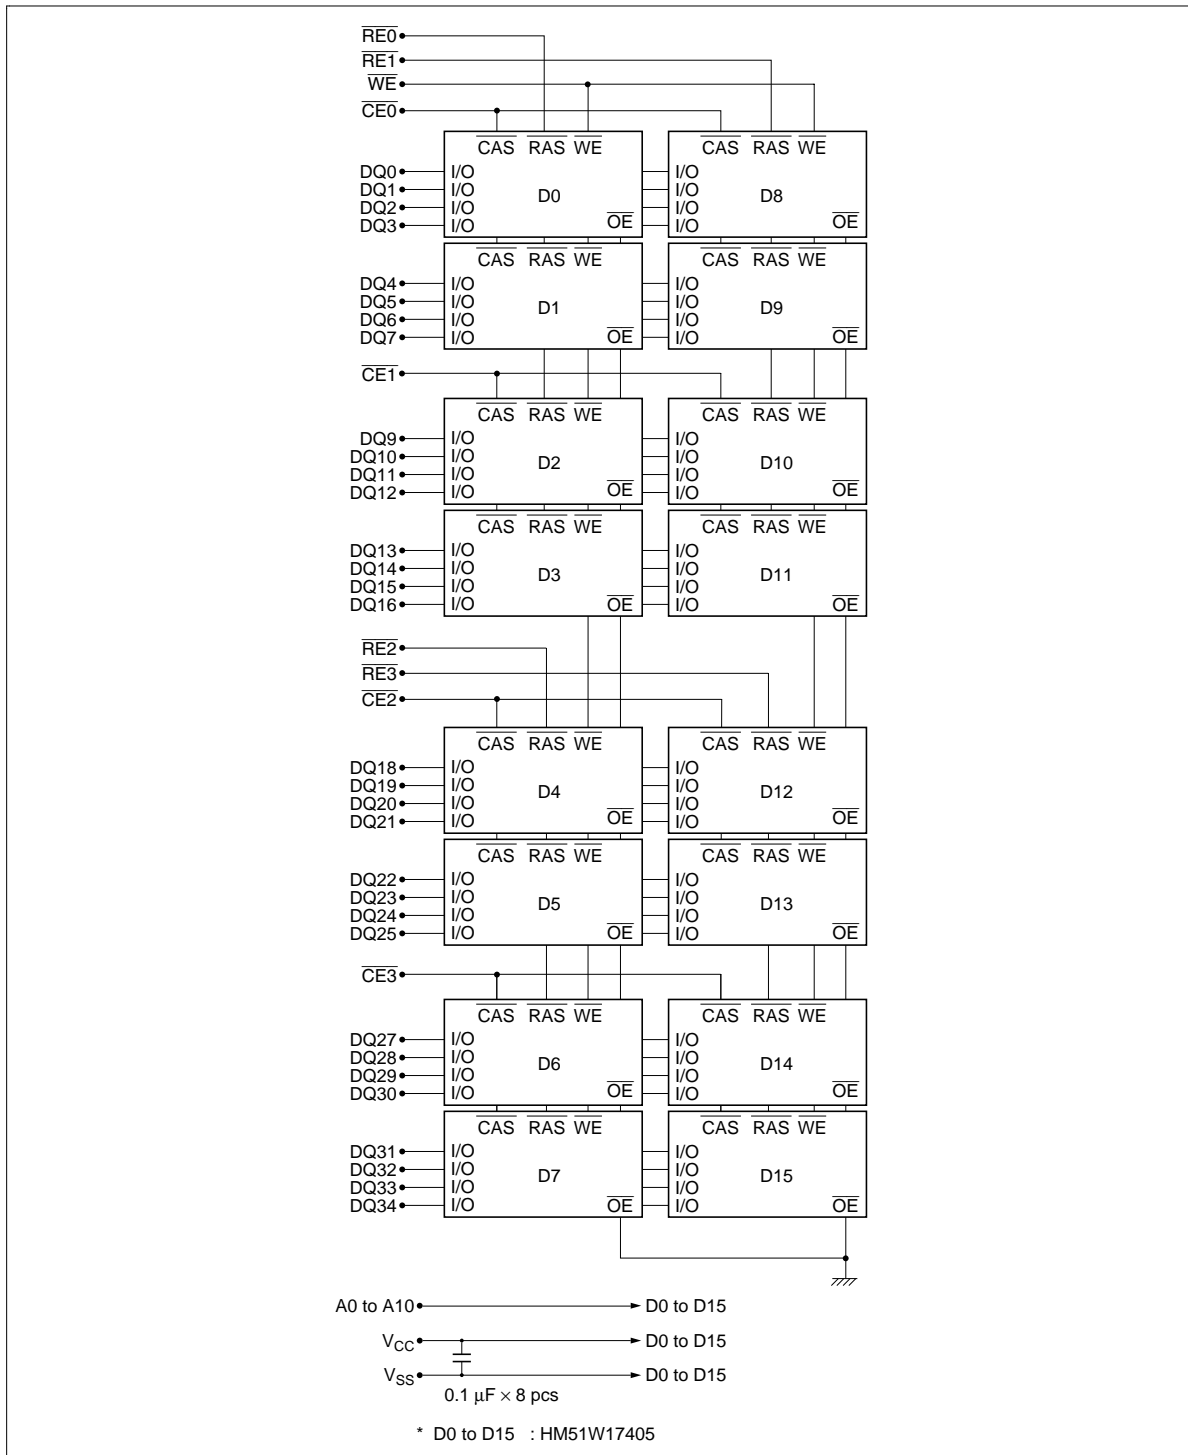 RE0
RE1
WE
CE0
CAS RAS WE CAS RAS WE
DQ0 I/O I/O
DQ1 I/O I/O
D0 D8
DQ2 I/O I/O
DQ3 I/O OE I/O OE
CAS RAS WE CAS RAS WE
DQ4 I/O I/O
DQ5 I/O I/O
D1 D9
DQ6 I/O I/O
DQ7 I/O OE I/O OE
CE1
CAS RAS WE CAS RAS WE
DQ9 I/O I/O
DQ10 I/O I/O
D2 D10
DQ11 I/O I/O
DQ12 I/O OE I/O OE
CAS RAS WE CAS RAS WE
DQ13 I/O I/O
DQ14 I/O I/O
D3 D11
DQ15 I/O I/O
DQ16 I/O OE I/O OE
RE2
RE3
CE2
CAS RAS WE CAS RAS WE
DQ18 I/O I/O
DQ19 I/O I/O
D4 D12
DQ20 I/O I/O
DQ21 I/O OE I/O OE
CAS RAS WE CAS RAS WE
DQ22 I/O I/O
DQ23 I/O I/O
D5 D13
DQ24 I/O I/O
DQ25 I/O OE I/O OE
CE3
CAS RAS WE CAS RAS WE
DQ27 I/O I/O
DQ28 I/O I/O
D6 D14
DQ29 I/O I/O
DQ30 I/O OE I/O OE
CAS RAS WE CAS RAS WE
DQ31 I/O I/O
DQ32 I/O I/O
D7 D15
DQ33 I/O I/O
DQ34 I/O OE I/O OE
A0 to A10 D0 to D15
VCC D0 to D15
VSS D0 to D15
0.1 µF × 8 pcs
* D0 to D15 : HM51W17405